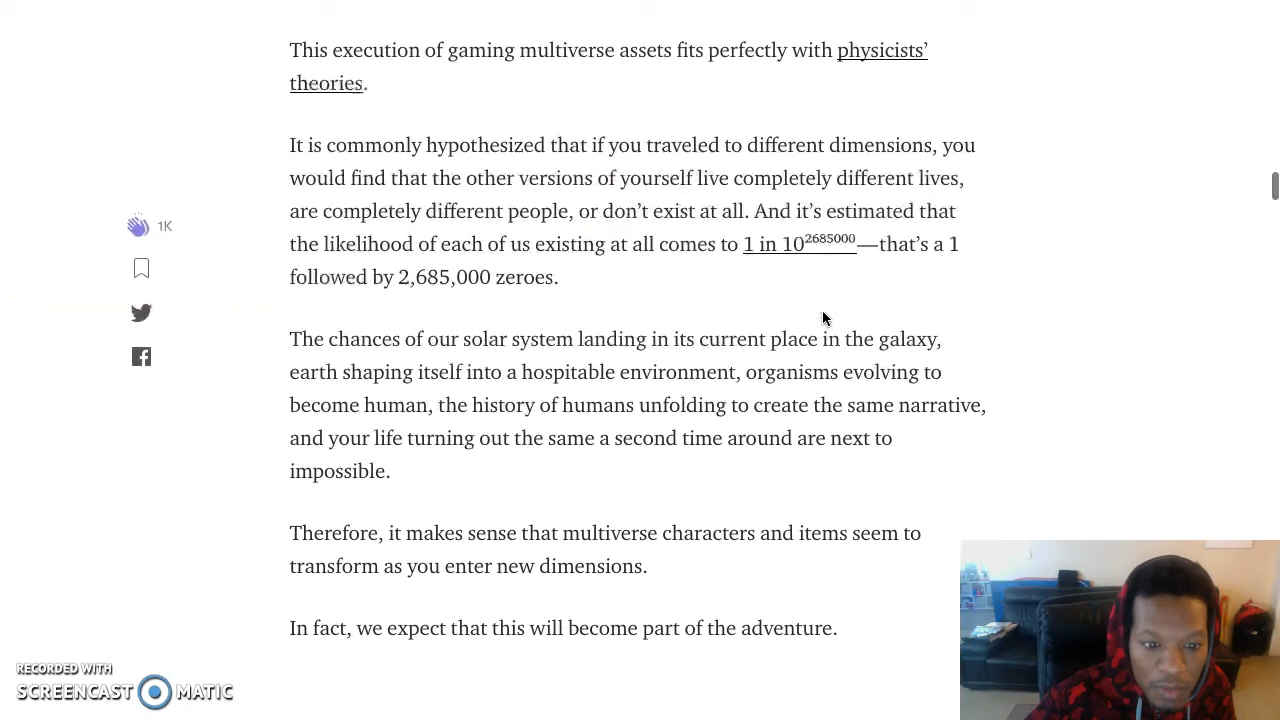 This execution of gaming multiverse assets fits perfectly with physicists’
theories.
It is commonly hypothesized that if you traveled to different dimensions, you
would find that the other versions of yourself live completely different lives,
are completely different people, or don’t exist at all. And it’s estimated that
the likelihood of each of us existing at all comes to 1 in 10²⁶⁸⁵⁰⁰⁰—that’s a 1
followed by 2,685,000 zeroes.
1K
The chances of our solar system landing in its current place in the galaxy,
earth shaping itself into a hospitable environment, organisms evolving to
become human, the history of humans unfolding to create the same narrative,
and your life turning out the same a second time around are next to
impossible.
Therefore, it makes sense that multiverse characters and items seem to
transform as you enter new dimensions.
In fact, we expect that this will become part of the adventure.
RECORDED WITH
SCREENCAST MATIC